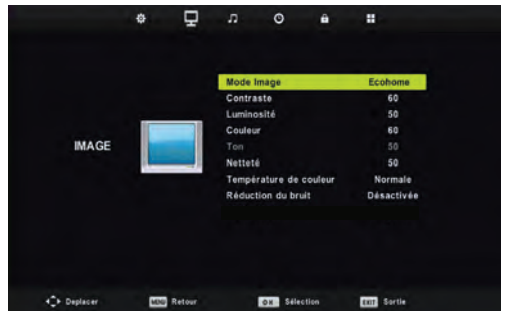 Mode Image Ecohome
Contraste 60
Luminosité 50
Couleur 60
Ton 50
Netteté 50
Température de couleur Normale
Réduction du bruit Désactivée
IMAGE
Deplacer MENU Retour OK Sélection EXIT Sortie